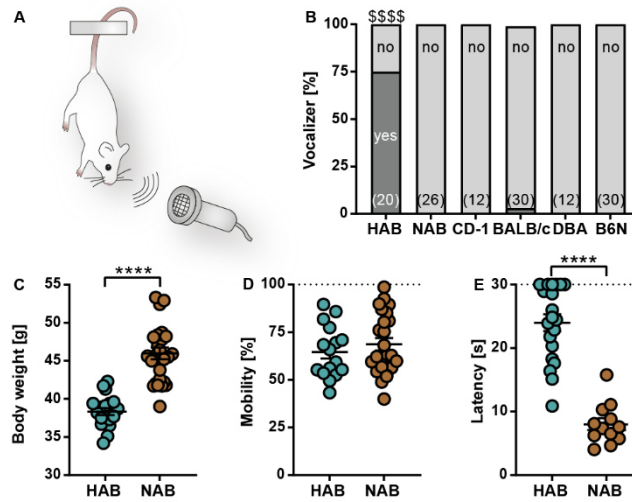 A
B
$$$$
Vocalizer [%]
100
75
50
25
0
no
no
no
no
no
no
yes
(20)
(26)
(12)
(30)
(12)
(30)
HAB
NAB
CD-1
BALB/c
DBA
B6N
C
****
Body weight [g]
55
50
45
40
35
30
HAB
NAB
D
Mobility [%]
100
75
50
25
0
HAB
NAB
E
****
Latency [s]
30
20
10
0
HAB
NAB